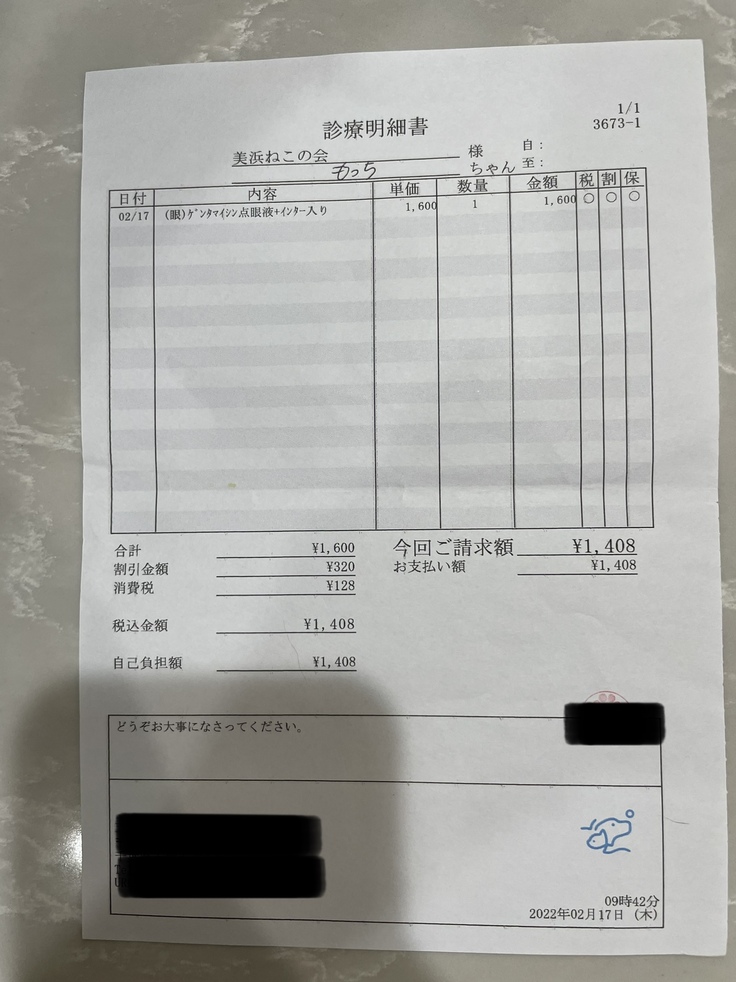 1/1
3673-1
診療明細書
美浜ねこの会 様 自:
もっち ちゃん 至:
日付 内容 単価 数量 金額 税 割 保
02/17 (眼)ｹﾞﾝﾀﾏｲｼﾝ点眼液+ｲﾝﾀｰ入り 1,600 1 1,600 ○ ○ ○
合計 ¥1,600 今回ご請求額 ¥1,408
割引金額 ¥320 お支払い額 ¥1,408
消費税 ¥128
税込金額 ¥1,408
自己負担額 ¥1,408
どうぞお大事になさってください。
09時42分
2022年02月17日 (木)